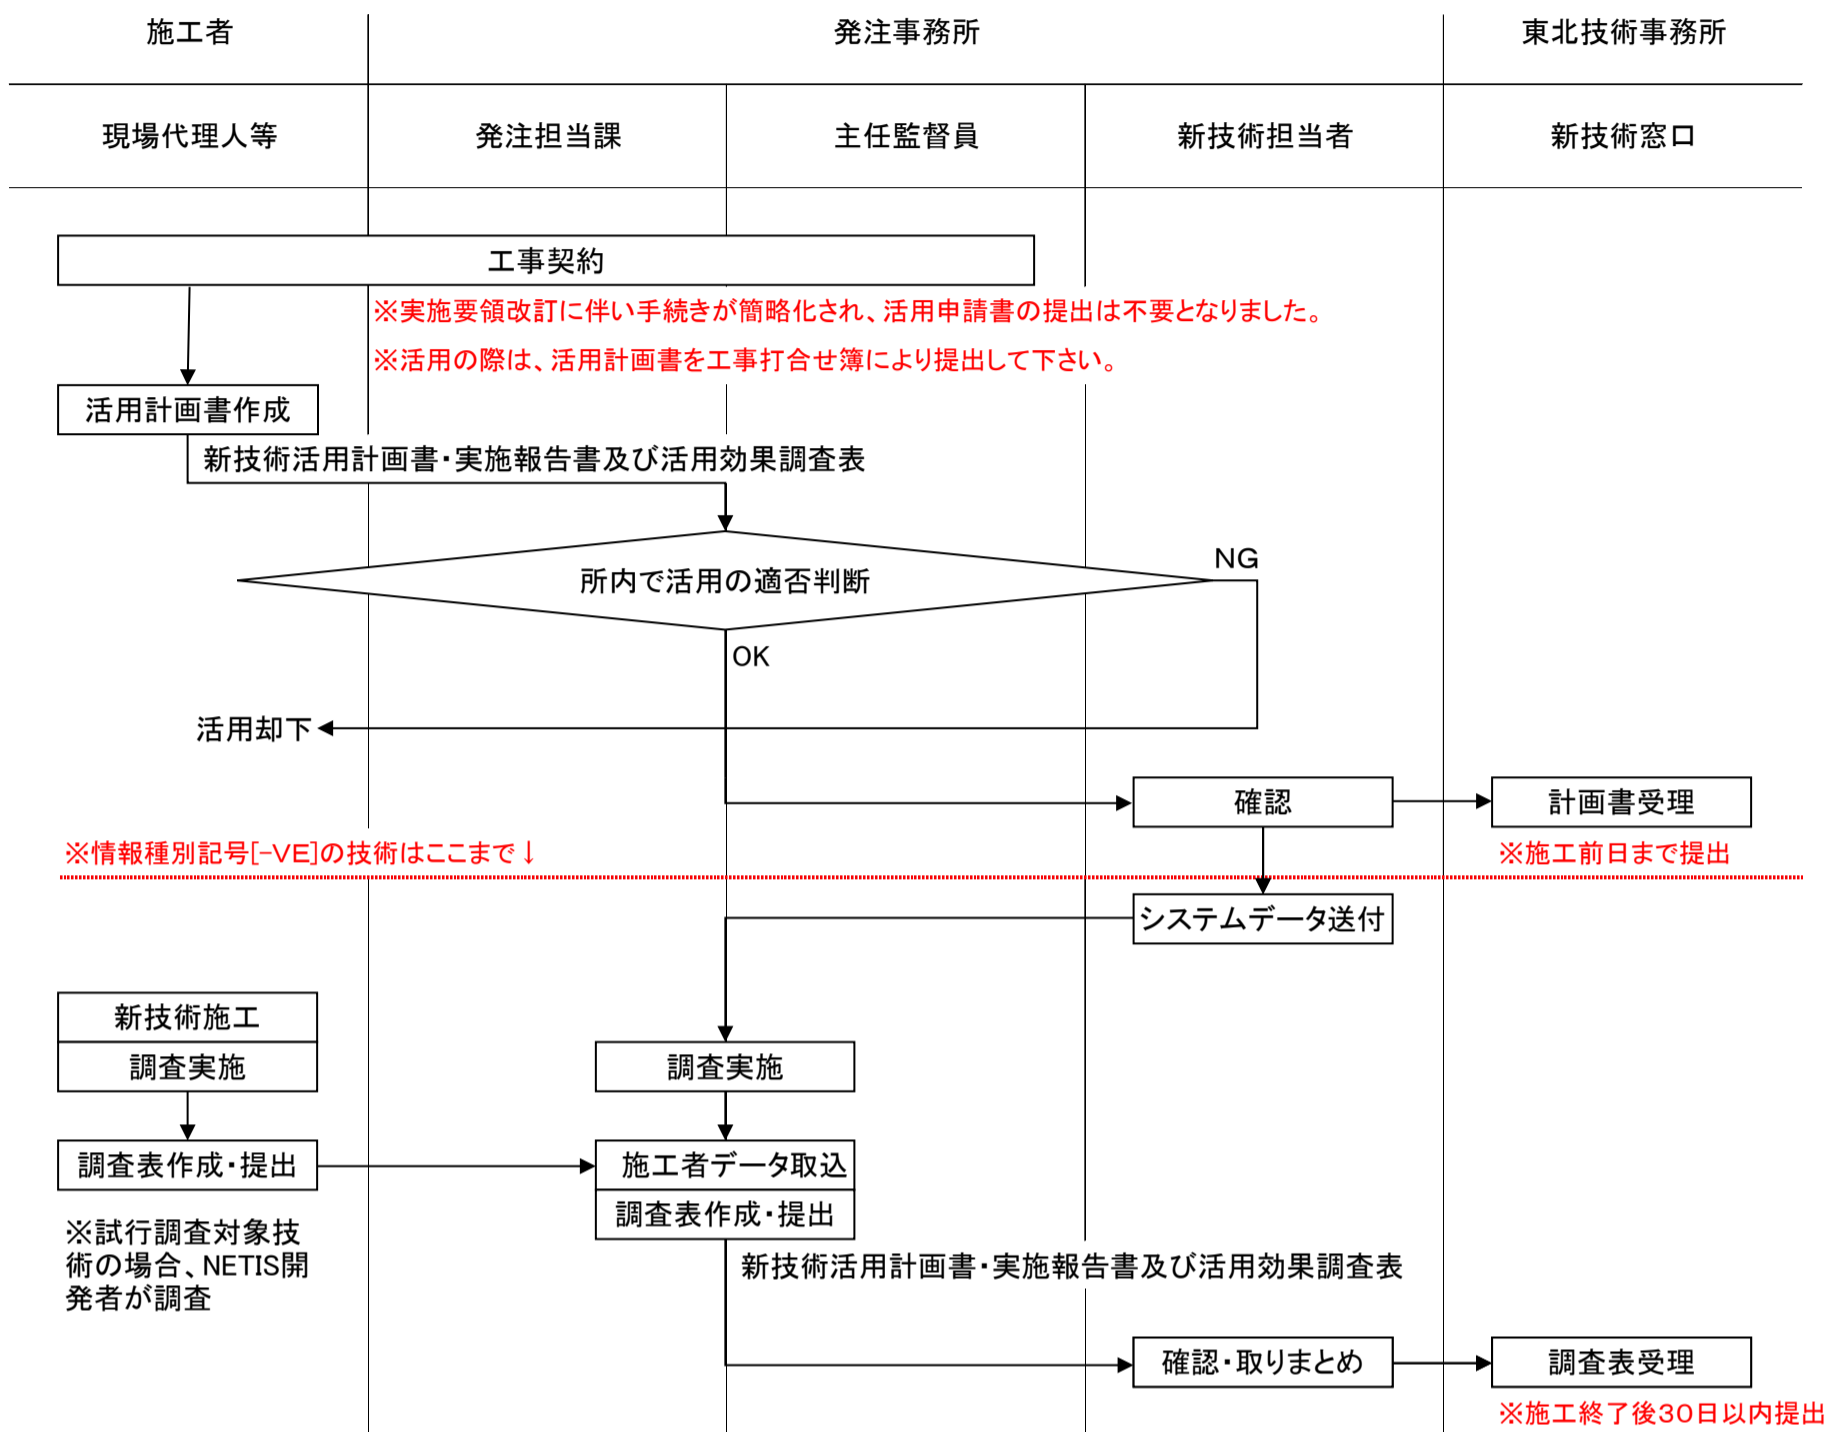 施工者
発注事務所
東北技術事務所
現場代理人等
発注担当課
主任監督員
新技術担当者
新技術窓口
工事契約
※実施要領改訂に伴い手続きが簡略化され、活用申請書の提出は不要となりました。
※活用の際は、活用計画書を工事打合せ簿により提出して下さい。
活用計画書作成
新技術活用計画書・実施報告書及び活用効果調査表
NG
所内で活用の適否判断
OK
活用却下
確認
計画書受理
※情報種別記号[-VE]の技術はここまで↓
※施工前日まで提出
システムデータ送付
新技術施工
調査実施
調査実施
調査表作成・提出
施工者データ取込
調査表作成・提出
※試行調査対象技
術の場合、NETIS開
発者が調査
新技術活用計画書・実施報告書及び活用効果調査表
確認・取りまとめ
調査表受理
※施工終了後30日以内提出